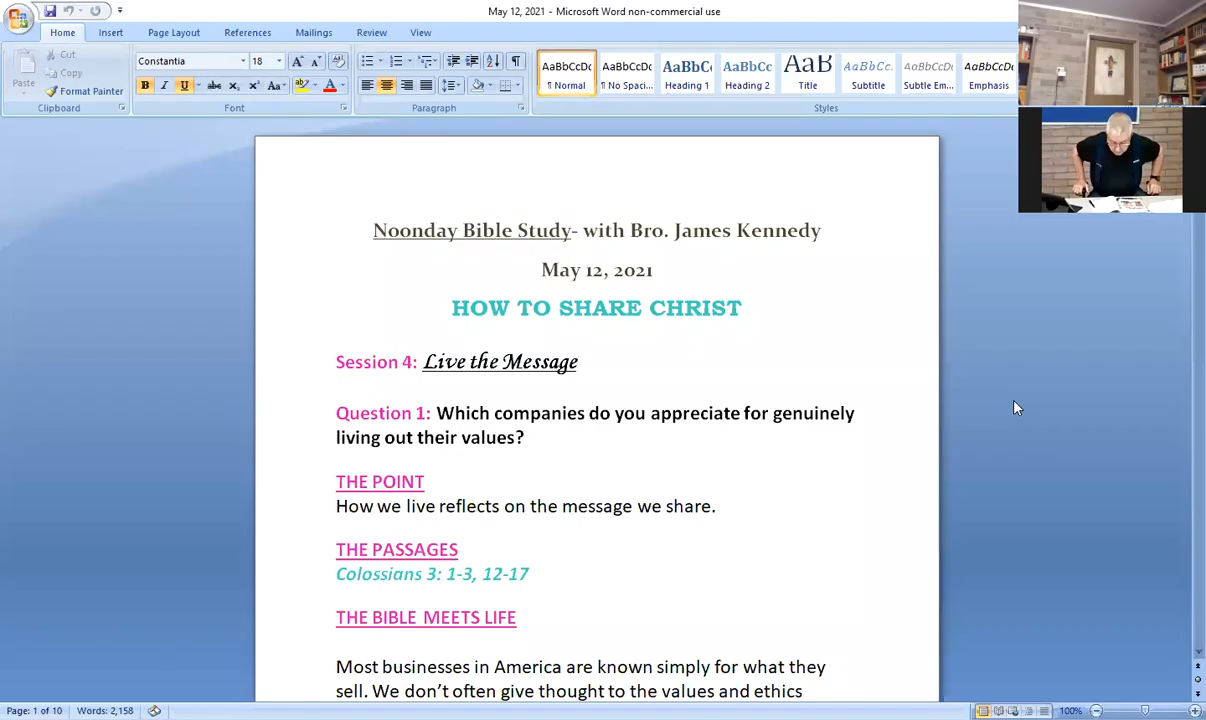 May 12, 2021 - Microsoft Word non-commercial use
Home Insert Page Layout References Mailings Review View
Cut
Copy
Format Painter
Paste
Clipboard
Constantia 18
Font
Paragraph
AaBbCcDc AaBbCcDc AaBbC AaBbCc AaB AaBbCc. AaBbCcDc AaBbCcDc
¶ Normal ¶ No Spaci... Heading 1 Heading 2 Title Subtitle Subtle Em... Emphasis
Styles
Noonday Bible Study- with Bro. James Kennedy
May 12, 2021
HOW TO SHARE CHRIST
Session 4: Live the Message
Question 1: Which companies do you appreciate for genuinely
living out their values?
THE POINT
How we live reflects on the message we share.
THE PASSAGES
Colossians 3: 1-3, 12-17
THE BIBLE MEETS LIFE
Most businesses in America are known simply for what they
sell. We don’t often give thought to the values and ethics
Page: 1 of 10 Words: 2,158 100%